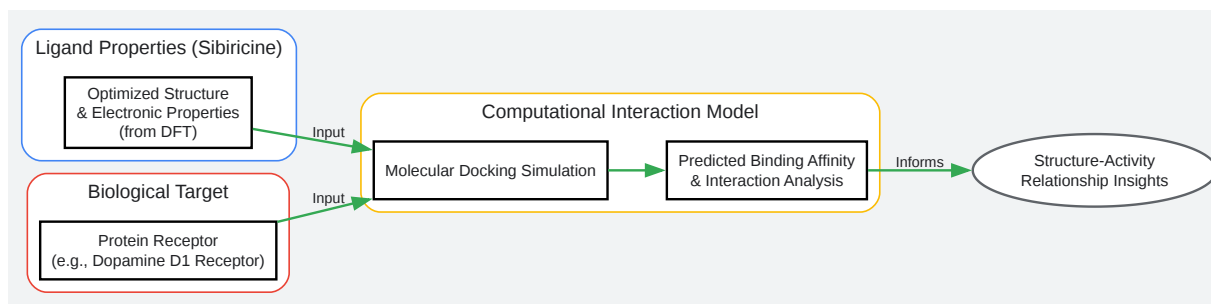 Ligand Properties (Sibiricine)
Optimized Structure
& Electronic Properties
(from DFT)
Input
Biological Target
Protein Receptor
(e.g., Dopamine D1 Receptor)
Input
Computational Interaction Model
Molecular Docking Simulation
Predicted Binding Affinity
& Interaction Analysis
Informs
Structure-Activity
Relationship Insights